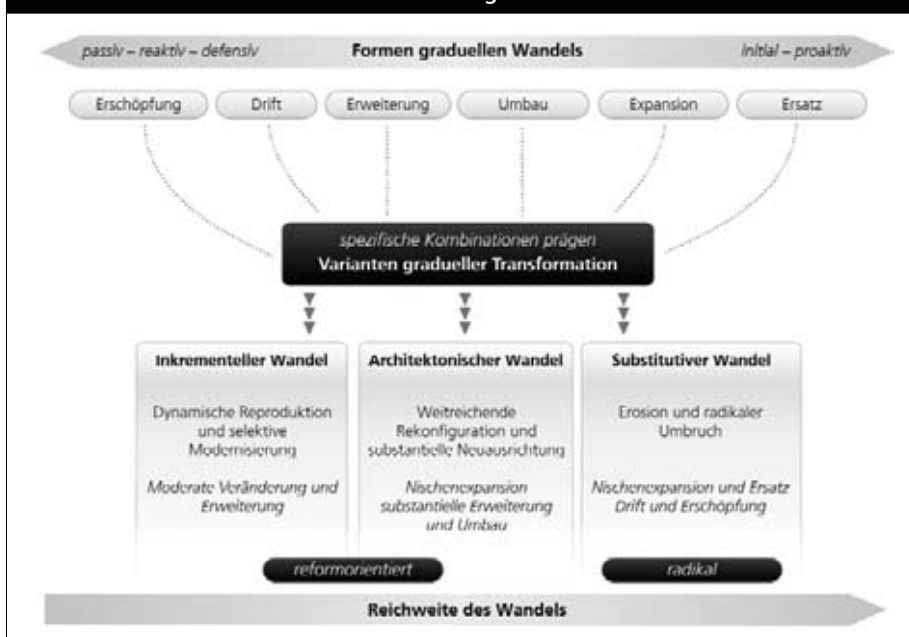 passiv – reaktiv – defensiv Formen graduellen Wandels initial – proaktiv
Erschöpfung Drift Erweiterung Umbau Expansion Ersatz
spezifische Kombinationen prägen
Varianten gradueller Transformation
Inkrementeller Wandel
Dynamische Reproduktion
und selektive
Modernisierung
Moderate Veränderung und
Erweiterung
Architektonischer Wandel
Weitreichende
Rekonfiguration und
substantielle Neuausrichtung
Nischenexpansion
substantielle Erweiterung
und Umbau
Substitutiver Wandel
Erosion und radikaler
Umbruch
Nischenexpansion und Ersatz
Drift und Erschöpfung
reformorientiert radikal
Reichweite des Wandels